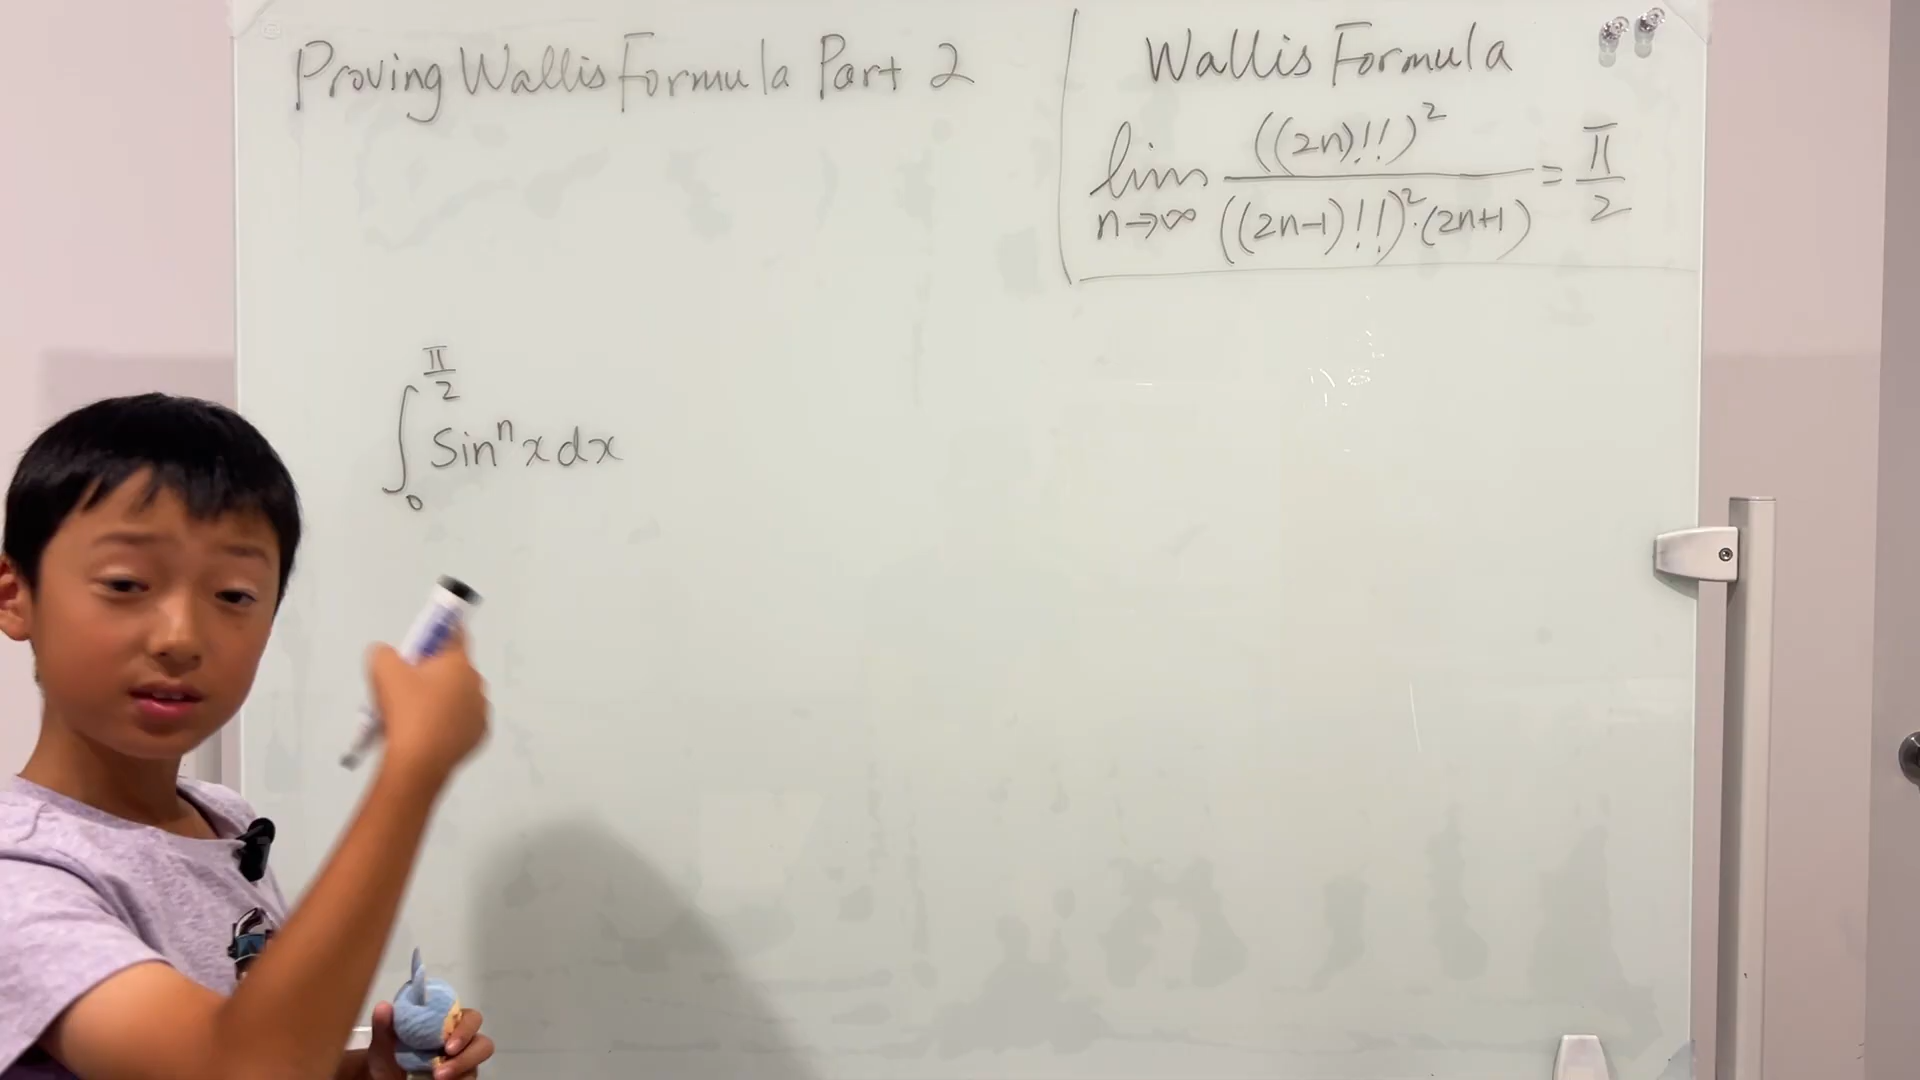 Proving Wallis Formula Part 2
Wallis Formula
lim n→∞ ((2n)!!)² / ((2n-1)!!)²·(2n+1) = π/2
∫₀^(π/2) Sinⁿ x dx